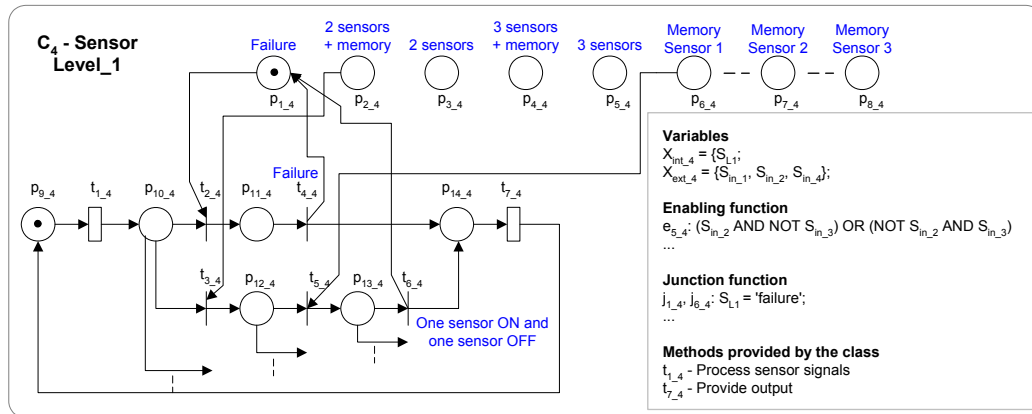 C4 - Sensor
Level_1
Failure
2 sensors
+ memory
2 sensors
3 sensors
+ memory
3 sensors
Memory
Sensor 1
Memory
Sensor 2
Memory
Sensor 3
p1_4
p2_4
p3_4
p4_4
p5_4
p6_4
p7_4
p8_4
Failure
p9_4
t1_4
p10_4
t2_4
p11_4
t4_4
p14_4
t7_4
t3_4
p12_4
t5_4
p13_4
t6_4
One sensor ON and
one sensor OFF
Variables
Xint_4 = {SL1;
Xext_4 = {Sin_1, Sin_2, Sin_4};
Enabling function
e5_4: (Sin_2 AND NOT Sin_3) OR (NOT Sin_2 AND Sin_3)
...
Junction function
j1_4, j6_4: SL1 = 'failure';
...
Methods provided by the class
t1_4 - Process sensor signals
t7_4 - Provide output